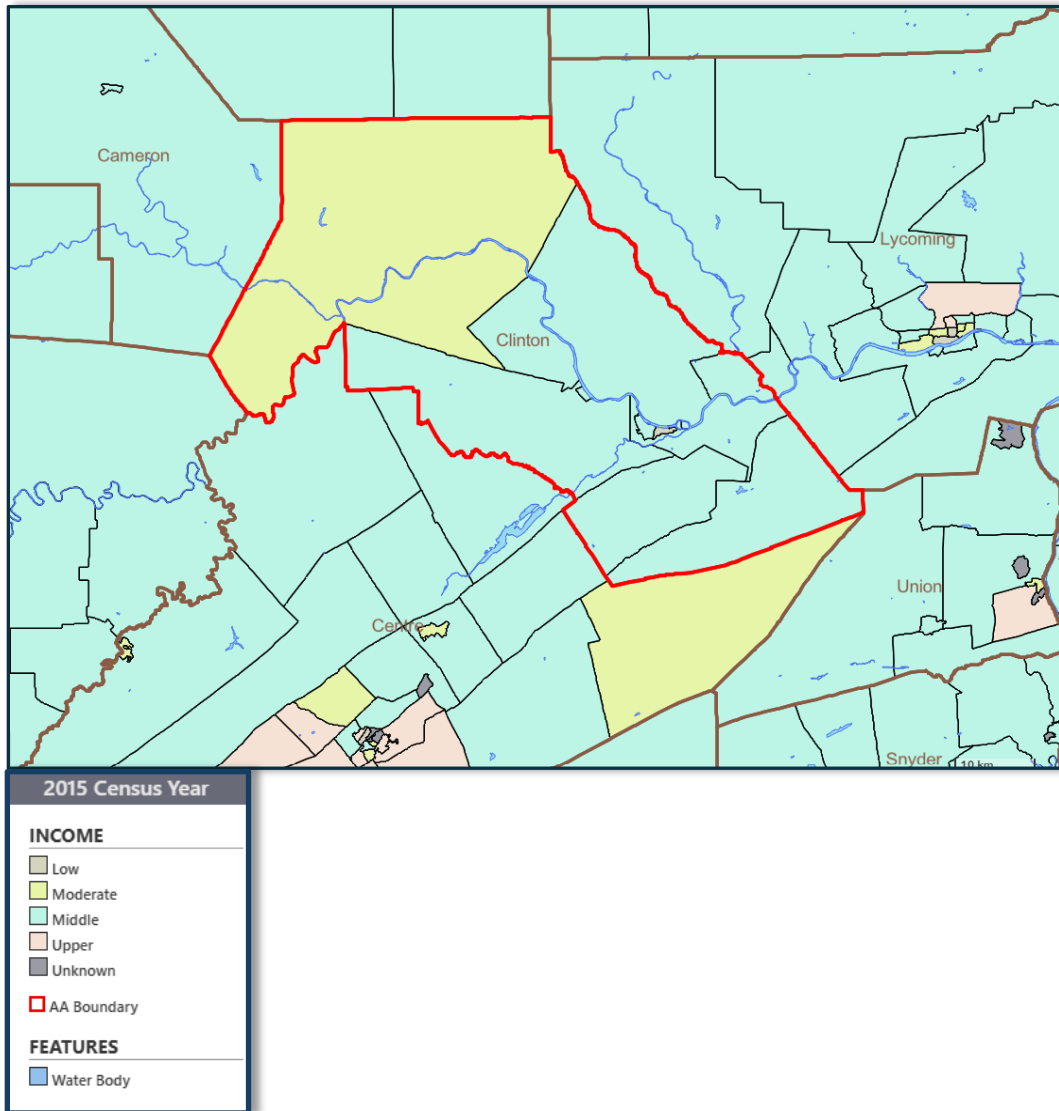 Cameron
Lycoming
Clinton
Centre
Union
Snyder
10 km
2015 Census Year
INCOME
Low
Moderate
Middle
Upper
Unknown
AA Boundary
FEATURES
Water Body